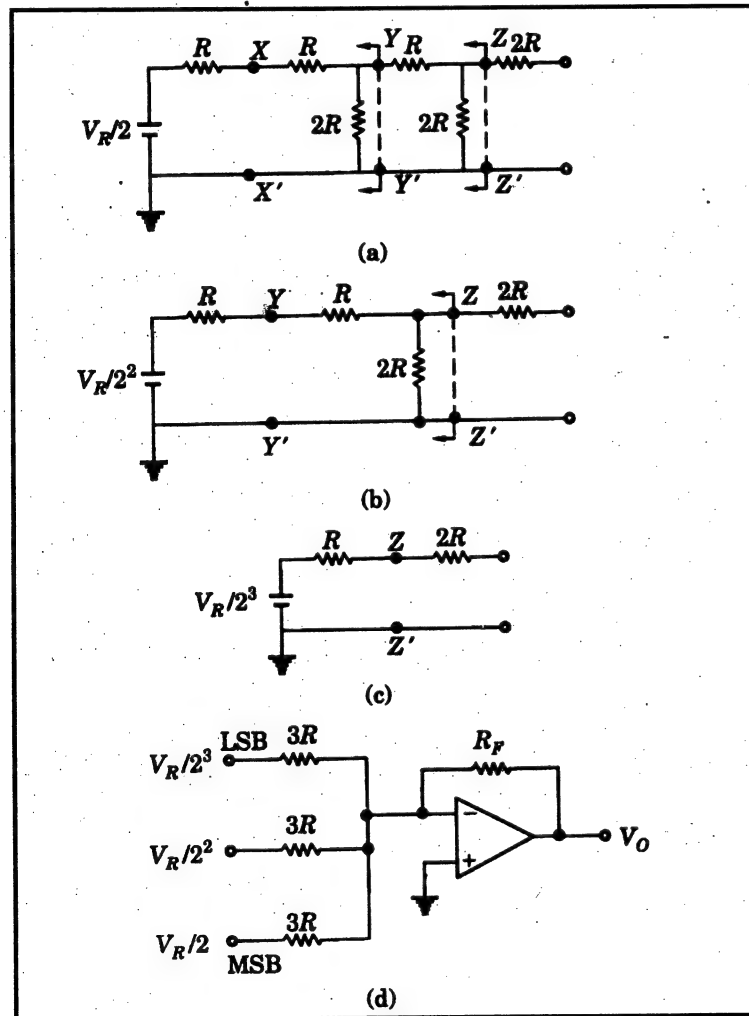 R X R Y R Z 2R
V_R/2 2R 2R
X' Y' Z'
(a)
R Y R Z 2R
V_R/2^2 2R
Y' Z'
(b)
R Z 2R
V_R/2^3
Z'
(c)
V_R/2^3 LSB 3R R_F
V_R/2^2 3R − + V_O
V_R/2 3R
MSB
(d)